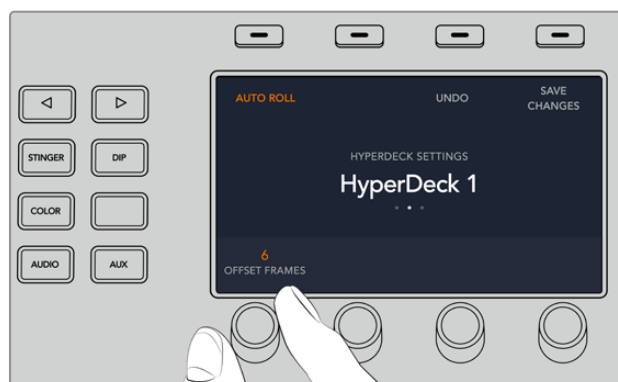 AUTO ROLL
UNDO
SAVE
CHANGES
STINGER
DIP
HYPERDECK SETTINGS
HyperDeck 1
COLOR
AUDIO
AUX
6
OFFSET FRAMES